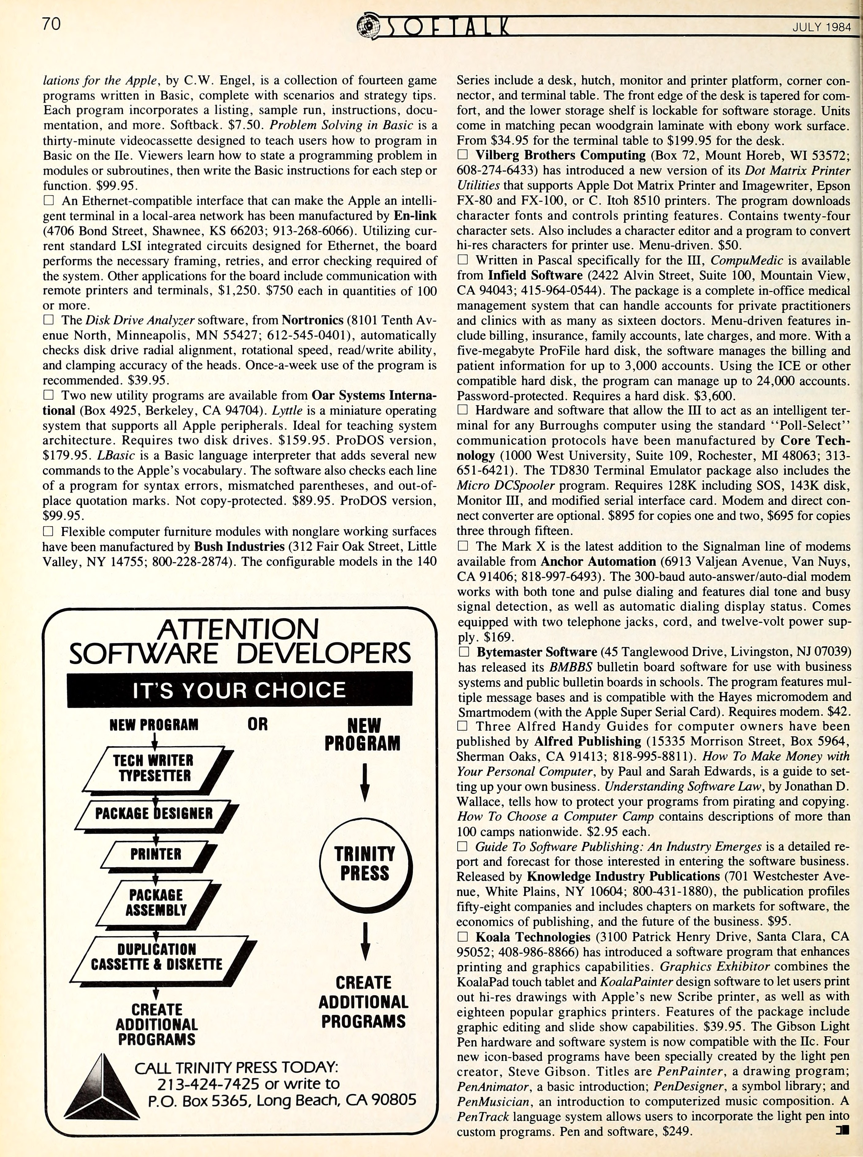 70
SOFTALK
JULY 1984
lations for the Apple, by C.W. Engel, is a collection of fourteen game
programs written in Basic, complete with scenarios and strategy tips.
Each program incorporates a listing, sample run, instructions, docu-
mentation, and more. Softback. $7.50. Problem Solving in Basic is a
thirty-minute videocassette designed to teach users how to program in
Basic on the IIe. Viewers learn how to state a programming problem in
modules or subroutines, then write the Basic instructions for each step or
function. $99.95.
□ An Ethernet-compatible interface that can make the Apple an intelli-
gent terminal in a local-area network has been manufactured by En-link
(4706 Bond Street, Shawnee, KS 66203; 913-268-6066). Utilizing cur-
rent standard LSI integrated circuits designed for Ethernet, the board
performs the necessary framing, retries, and error checking required of
the system. Other applications for the board include communication with
remote printers and terminals, $1,250. $750 each in quantities of 100
or more.
□ The Disk Drive Analyzer software, from Nortronics (8101 Tenth Av-
enue North, Minneapolis, MN 55427; 612-545-0401), automatically
checks disk drive radial alignment, rotational speed, read/write ability,
and clamping accuracy of the heads. Once-a-week use of the program is
recommended. $39.95.
□ Two new utility programs are available from Oar Systems Interna-
tional (Box 4925, Berkeley, CA 94704). Lyttle is a miniature operating
system that supports all Apple peripherals. Ideal for teaching system
architecture. Requires two disk drives. $159.95. ProDOS version,
$179.95. LBasic is a Basic language interpreter that adds several new
commands to the Apple's vocabulary. The software also checks each line
of a program for syntax errors, mismatched parentheses, and out-of-
place quotation marks. Not copy-protected. $89.95. ProDOS version,
$99.95.
□ Flexible computer furniture modules with nonglare working surfaces
have been manufactured by Bush Industries (312 Fair Oak Street, Little
Valley, NY 14755; 800-228-2874). The configurable models in the 140
ATTENTION
SOFTWARE DEVELOPERS
IT'S YOUR CHOICE
NEW PROGRAM
TECH WRITER
TYPESETTER
PACKAGE DESIGNER
PRINTER
PACKAGE
ASSEMBLY
DUPLICATION
CASSETTE & DISKETTE
CREATE
ADDITIONAL
PROGRAMS
OR
NEW
PROGRAM
TRINITY
PRESS
CREATE
ADDITIONAL
PROGRAMS
CALL TRINITY PRESS TODAY:
213-424-7425 or write to
P.O. Box 5365, Long Beach, CA 90805
Series include a desk, hutch, monitor and printer platform, corner con-
nector, and terminal table. The front edge of the desk is tapered for com-
fort, and the lower storage shelf is lockable for software storage. Units
come in matching pecan woodgrain laminate with ebony work surface.
From $34.95 for the terminal table to $199.95 for the desk.
□ Vilberg Brothers Computing (Box 72, Mount Horeb, WI 53572;
608-274-6433) has introduced a new version of its Dot Matrix Printer
Utilities that supports Apple Dot Matrix Printer and Imagewriter, Epson
FX-80 and FX-100, or C. Itoh 8510 printers. The program downloads
character fonts and controls printing features. Contains twenty-four
character sets. Also includes a character editor and a program to convert
hi-res characters for printer use. Menu-driven. $50.
□ Written in Pascal specifically for the III, CompuMedic is available
from Infield Software (2422 Alvin Street, Suite 100, Mountain View,
CA 94043; 415-964-0544). The package is a complete in-office medical
management system that can handle accounts for private practitioners
and clinics with as many as sixteen doctors. Menu-driven features in-
clude billing, insurance, family accounts, late charges, and more. With a
five-megabyte ProFile hard disk, the software manages the billing and
patient information for up to 3,000 accounts. Using the ICE or other
compatible hard disk, the program can manage up to 24,000 accounts.
Password-protected. Requires a hard disk. $3,600.
□ Hardware and software that allow the III to act as an intelligent ter-
minal for any Burroughs computer using the standard "Poll-Select"
communication protocols have been manufactured by Core Tech-
nology (1000 West University, Suite 109, Rochester, MI 48063; 313-
651-6421). The TD830 Terminal Emulator package also includes the
Micro DCSpooler program. Requires 128K including SOS, 143K disk,
Monitor III, and modified serial interface card. Modem and direct con-
nect converter are optional. $895 for copies one and two, $695 for copies
three through fifteen.
□ The Mark X is the latest addition to the Signalman line of modems
available from Anchor Automation (6913 Valjean Avenue, Van Nuys,
CA 91406; 818-997-6493). The 300-baud auto-answer/auto-dial modem
works with both tone and pulse dialing and features dial tone and busy
signal detection, as well as automatic dialing display status. Comes
equipped with two telephone jacks, cord, and twelve-volt power sup-
ply. $169.
□ Bytemaster Software (45 Tanglewood Drive, Livingston, NJ 07039)
has released its BMBBS bulletin board software for use with business
systems and public bulletin boards in schools. The program features mul-
tiple message bases and is compatible with the Hayes micromodem and
Smartmodem (with the Apple Super Serial Card). Requires modem. $42.
□ Three Alfred Handy Guides for computer owners have been
published by Alfred Publishing (15335 Morrison Street, Box 5964,
Sherman Oaks, CA 91413; 818-995-8811). How To Make Money with
Your Personal Computer, by Paul and Sarah Edwards, is a guide to set-
ting up your own business. Understanding Software Law, by Jonathan D.
Wallace, tells how to protect your programs from pirating and copying.
How To Choose a Computer Camp contains descriptions of more than
100 camps nationwide. $2.95 each.
□ Guide To Software Publishing: An Industry Emerges is a detailed re-
port and forecast for those interested in entering the software business.
Released by Knowledge Industry Publications (701 Westchester Ave-
nue, White Plains, NY 10604; 800-431-1880), the publication profiles
fifty-eight companies and includes chapters on markets for software, the
economics of publishing, and the future of the business. $95.
□ Koala Technologies (3100 Patrick Henry Drive, Santa Clara, CA
95052; 408-986-8866) has introduced a software program that enhances
printing and graphics capabilities. Graphics Exhibitor combines the
KoalaPad touch tablet and KoalaPainter design software to let users print
out hi-res drawings with Apple's new Scribe printer, as well as with
eighteen popular graphics printers. Features of the package include
graphic editing and slide show capabilities. $39.95. The Gibson Light
Pen hardware and software system is now compatible with the IIc. Four
new icon-based programs have been specially created by the light pen
creator, Steve Gibson. Titles are PenPainter, a drawing program;
PenAnimator, a basic introduction; PenDesigner, a symbol library; and
PenMusician, an introduction to computerized music composition. A
PenTrack language system allows users to incorporate the light pen into
custom programs. Pen and software, $249.